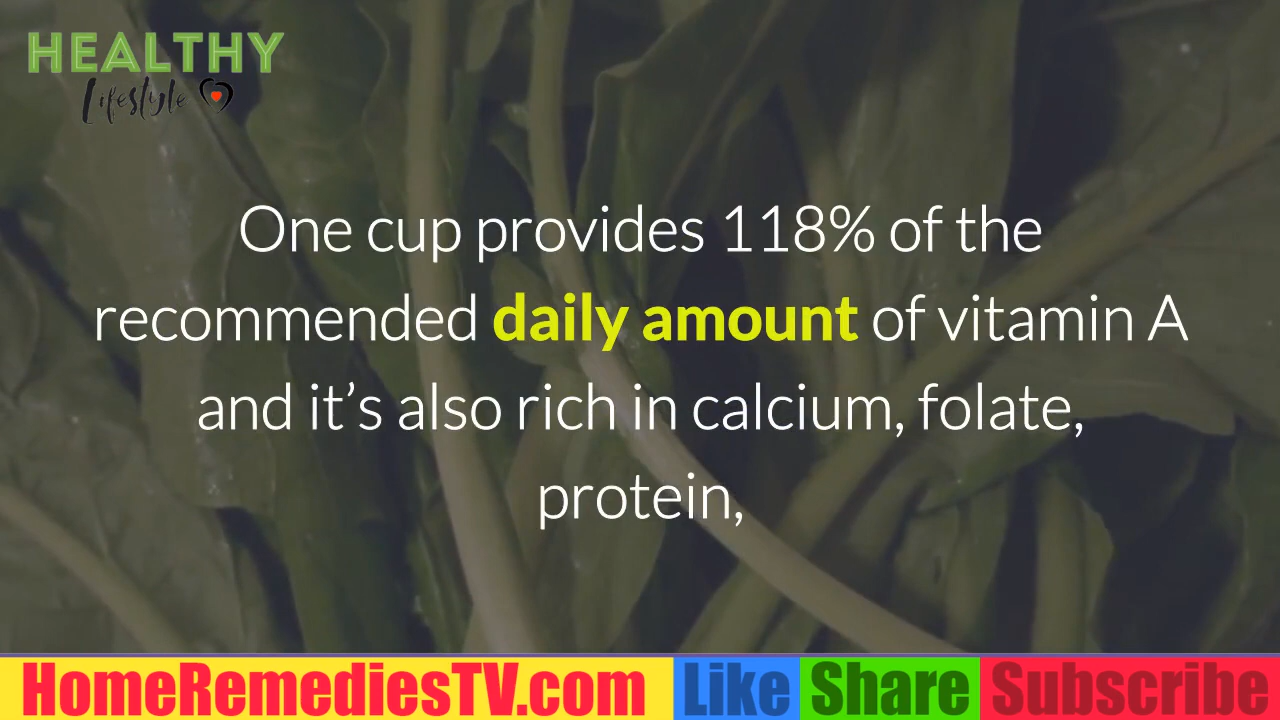 HEALTHY
Lifestyle
One cup provides 118% of the
recommended daily amount of vitamin A
and it’s also rich in calcium, folate,
protein,
HomeRemediesTV.com Like Share Subscribe